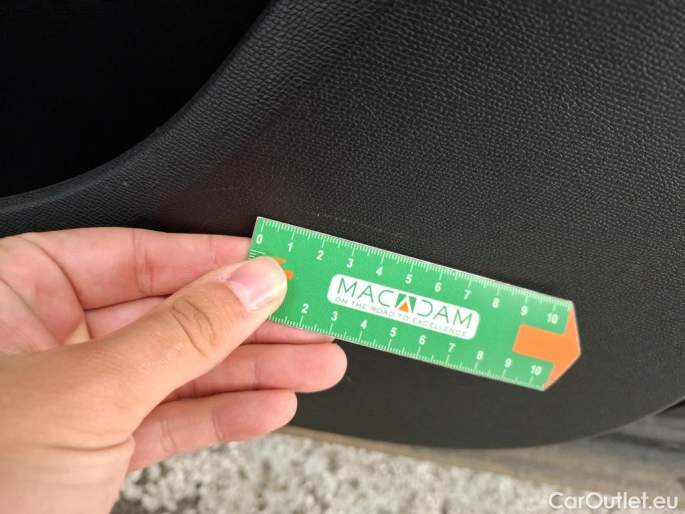 0 1 2 3 4 5 6 7 8 9 10
MACADAM
ON THE ROAD TO EXCELLENCE
2 3 4 5 6 7 8 9 10
CarOutlet.eu